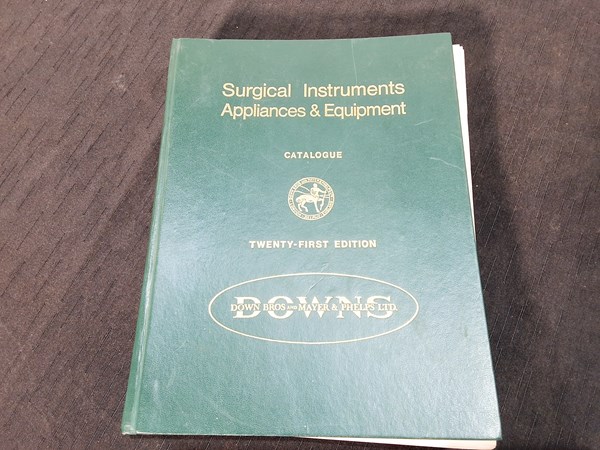 Surgical Instruments
Appliances & Equipment
CATALOGUE
TWENTY-FIRST EDITION
DOWNS
DOWN BROS AND MAYER & PHELPS LTD.